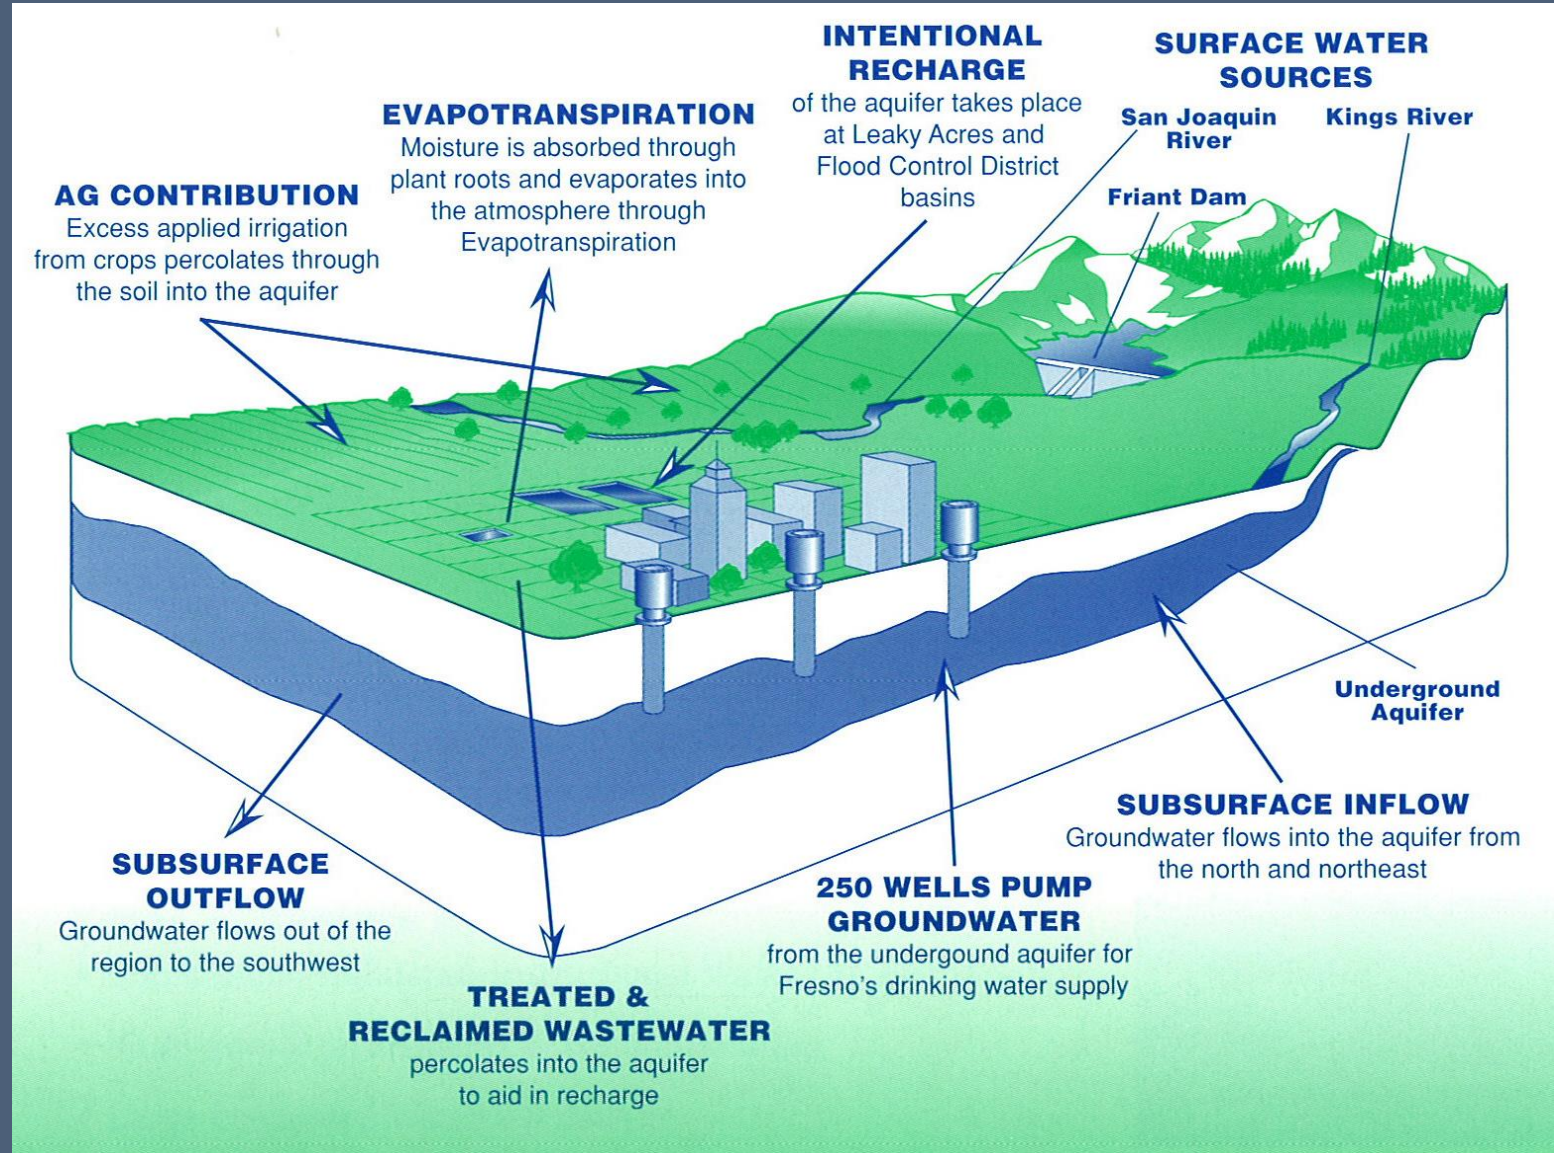 INTENTIONAL
RECHARGE
of the aquifer takes place
at Leaky Acres and
Flood Control District
basins
SURFACE WATER
SOURCES
San Joaquin
River
Kings River
Friant Dam
EVAPOTRANSPIRATION
Moisture is absorbed through
plant roots and evaporates into
the atmosphere through
Evapotranspiration
AG CONTRIBUTION
Excess applied irrigation
from crops percolates through
the soil into the aquifer
Underground
Aquifer
SUBSURFACE INFLOW
Groundwater flows into the aquifer from
the north and northeast
SUBSURFACE
OUTFLOW
Groundwater flows out of the
region to the southwest
250 WELLS PUMP
GROUNDWATER
from the undergound aquifer for
Fresno's drinking water supply
TREATED &
RECLAIMED WASTEWATER
percolates into the aquifer
to aid in recharge